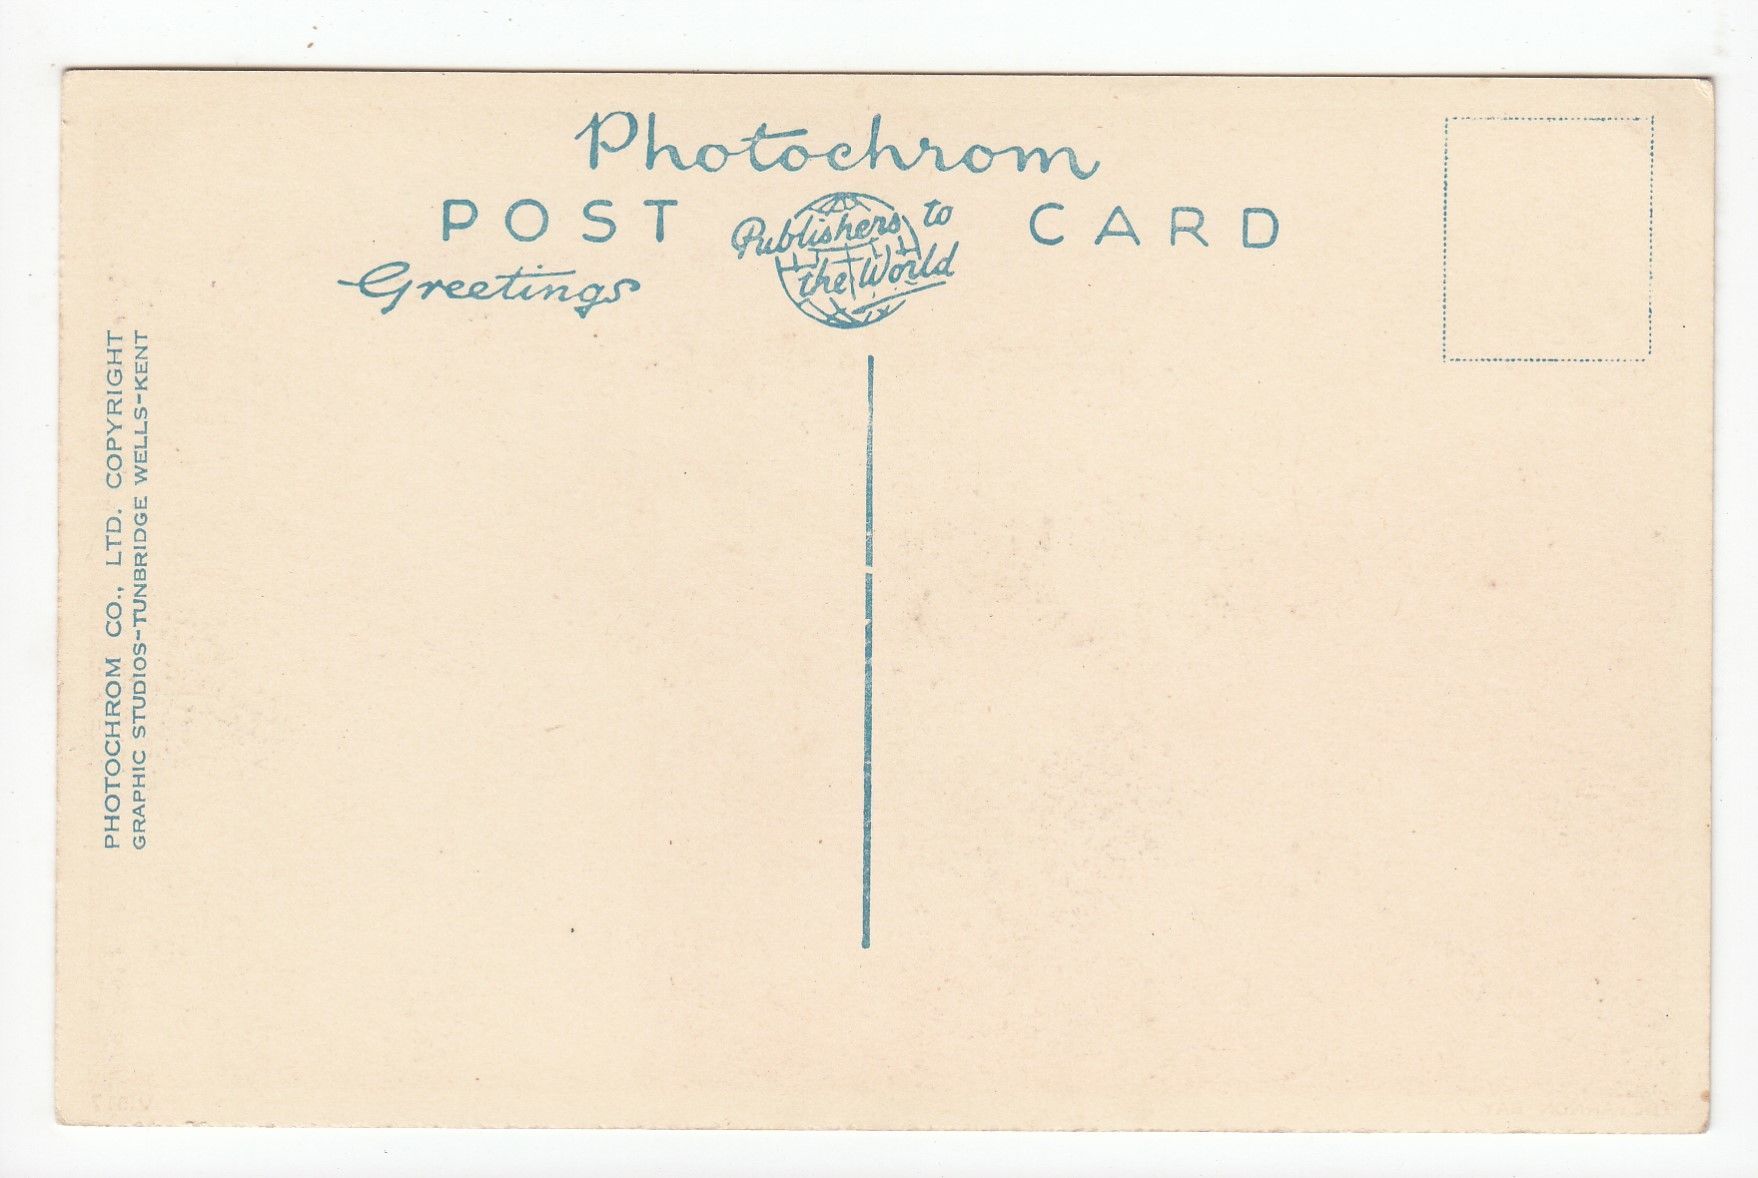 Photochrom
POST CARD
Publishers to
the World
Greetings
PHOTOCHROM CO., LTD. COPYRIGHT
GRAPHIC STUDIOS-TUNBRIDGE WELLS-KENT